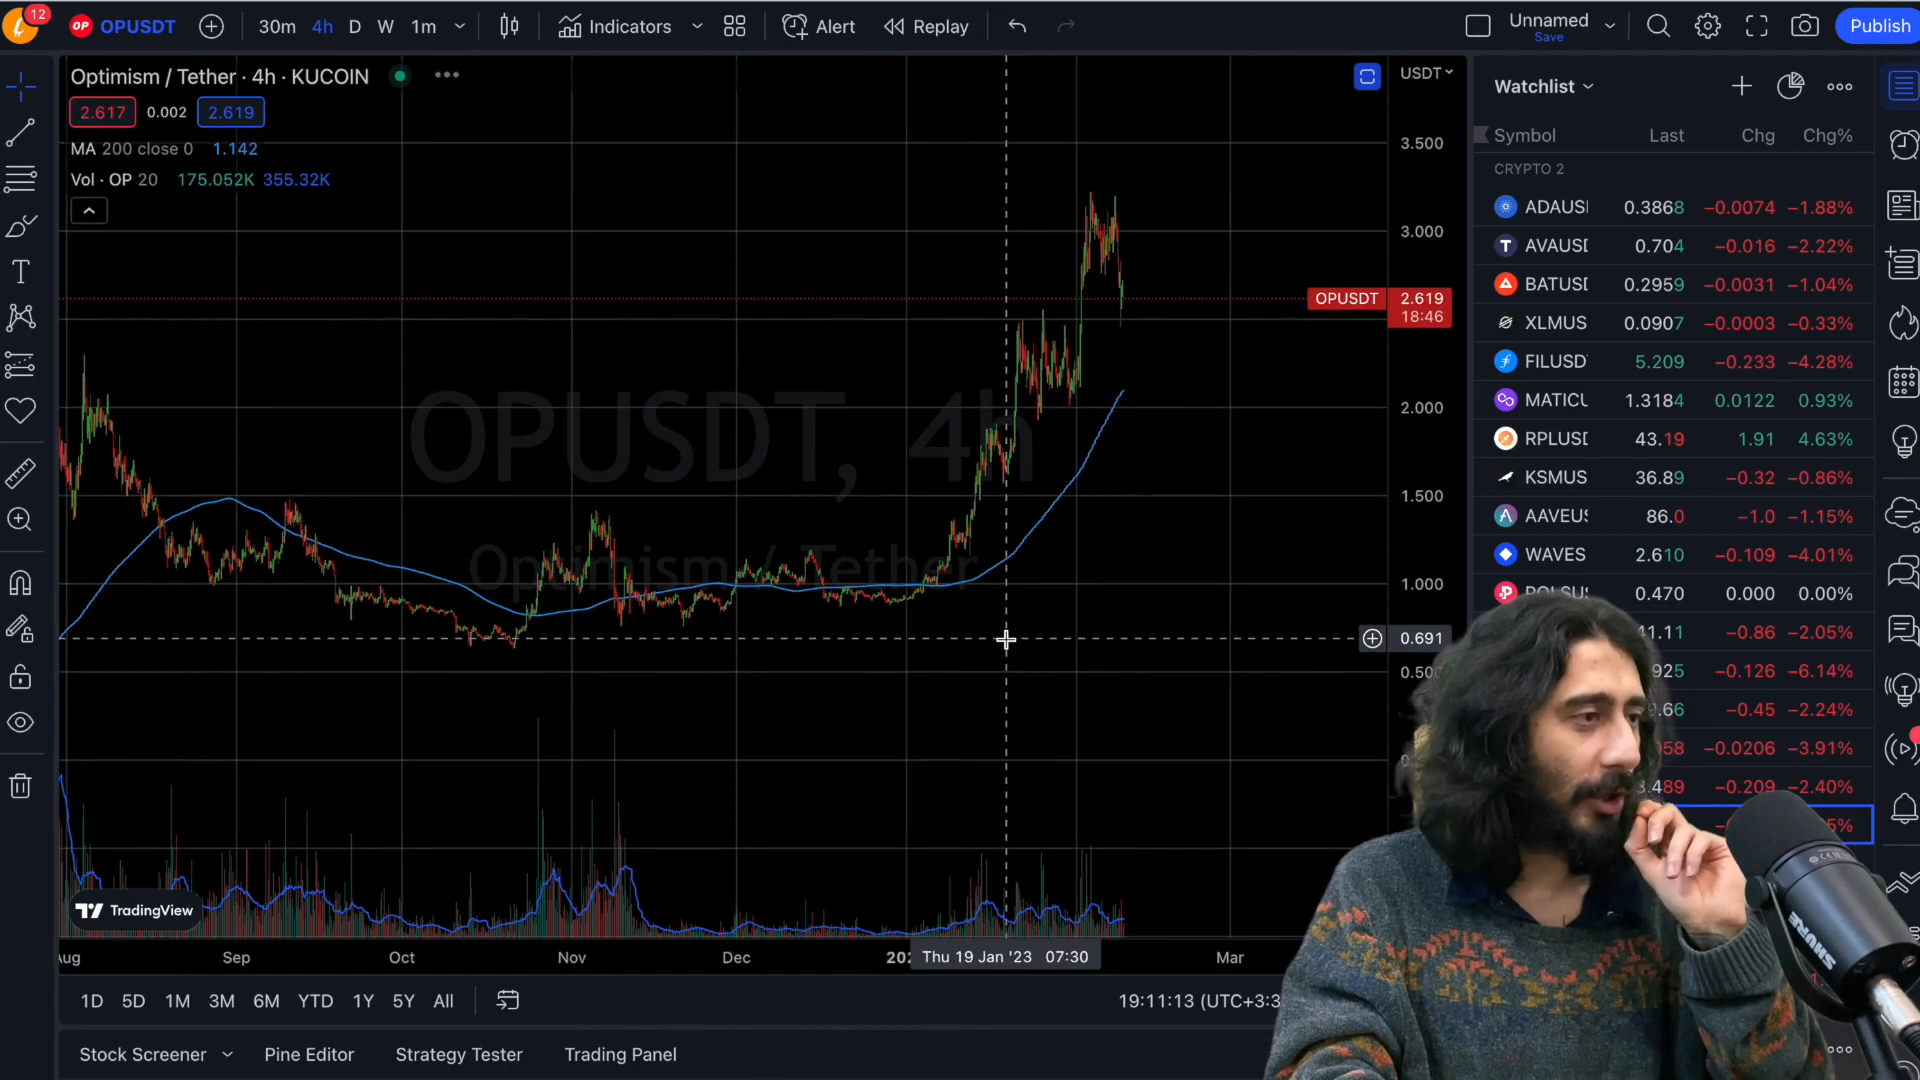 12
OP OPUSDT 30m 4h D W 1m Indicators Alert Replay Unnamed Publish
Save
Optimism / Tether · 4h · KUCOIN
2.617 0.002 2.619
MA 200 close 0 1.142
Vol · OP 20 175.052K 355.32K
OPUSDT, 4h
Optimism / Tether
USDT
3.500
3.000
OPUSDT 2.619
18:46
2.000
1.500
1.000
0.691
TradingView
Sep Oct Nov Dec Thu 19 Jan '23 07:30 Mar
1D 5D 1M 3M 6M YTD 1Y 5Y All 19:11:13 (UTC+3:3
Stock Screener Pine Editor Strategy Tester Trading Panel
Watchlist
Symbol Last Chg Chg%
CRYPTO 2
ADAUS 0.3868 −0.0074 −1.88%
AVAUSD 0.704 −0.016 −2.22%
BATUSD 0.2959 −0.0031 −1.04%
XLMUS 0.0907 −0.0003 −0.33%
FILUSD 5.209 −0.233 −4.28%
MATICU 1.3184 0.0122 0.93%
RPLUSD 43.19 1.91 4.63%
KSMUS 36.89 −0.32 −0.86%
AAVEUS 86.0 −1.0 −1.15%
WAVES 2.610 −0.109 −4.01%
0.470 0.000 0.00%
−0.86 −2.05%
−0.126 −6.14%
−0.45 −2.24%
−0.0206 −3.91%
−0.209 −2.40%
SHURE